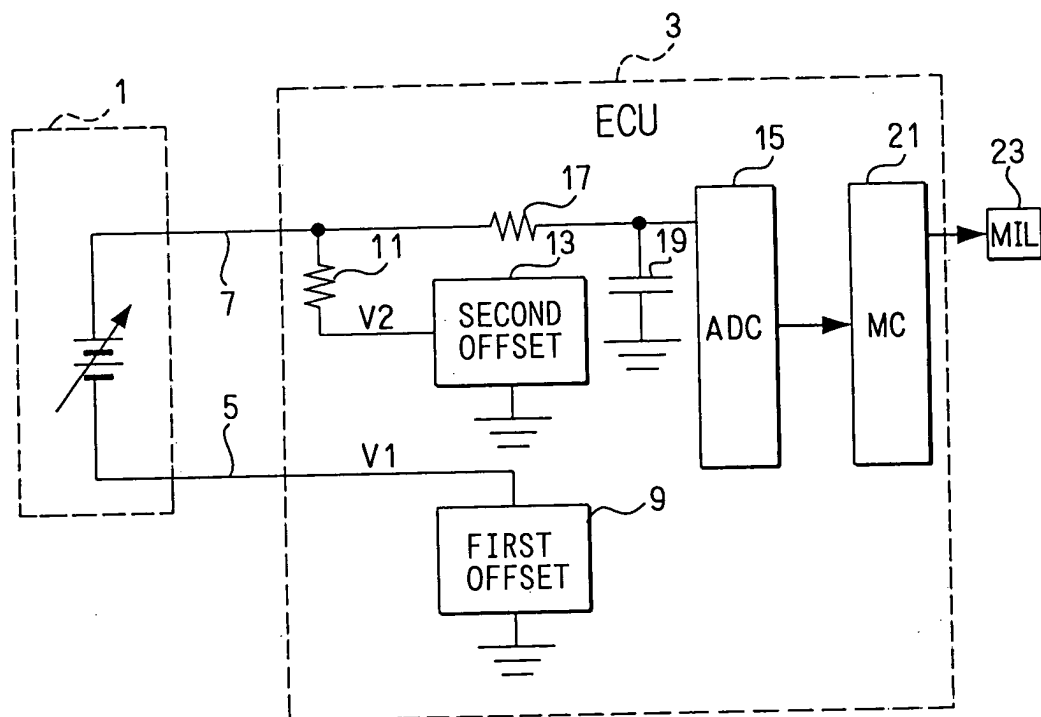 3
1
ECU
15
21
23
17
MIL
11
13
19
7
V2
SECOND
OFFSET
ADC
MC
5
V1
9
FIRST
OFFSET